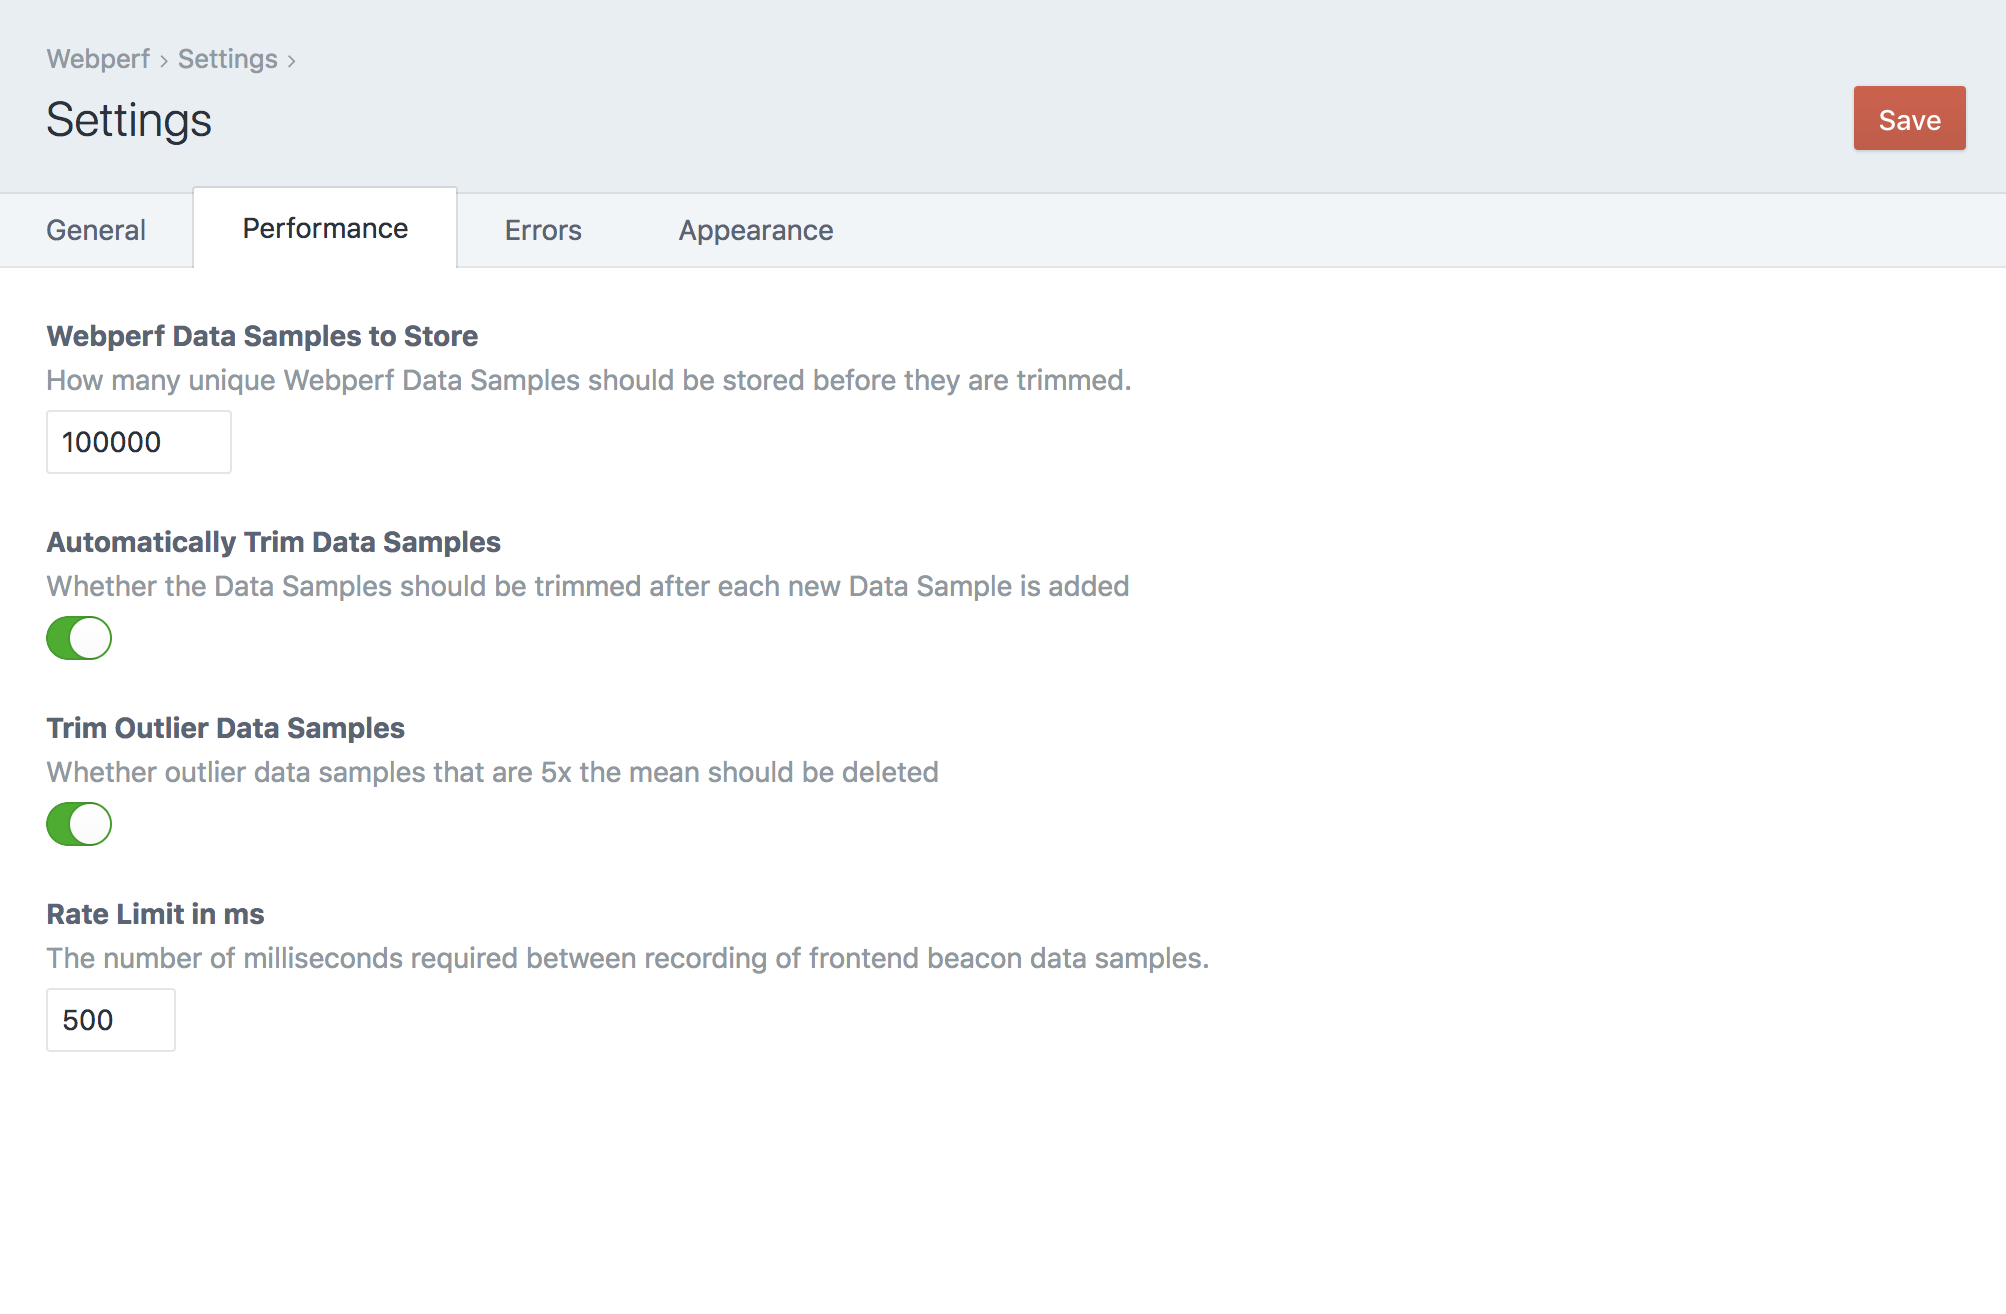 Webperf › Settings ›
Settings
Save
General
Performance
Errors
Appearance
Webperf Data Samples to Store
How many unique Webperf Data Samples should be stored before they are trimmed.
100000
Automatically Trim Data Samples
Whether the Data Samples should be trimmed after each new Data Sample is added
Trim Outlier Data Samples
Whether outlier data samples that are 5x the mean should be deleted
Rate Limit in ms
The number of milliseconds required between recording of frontend beacon data samples.
500